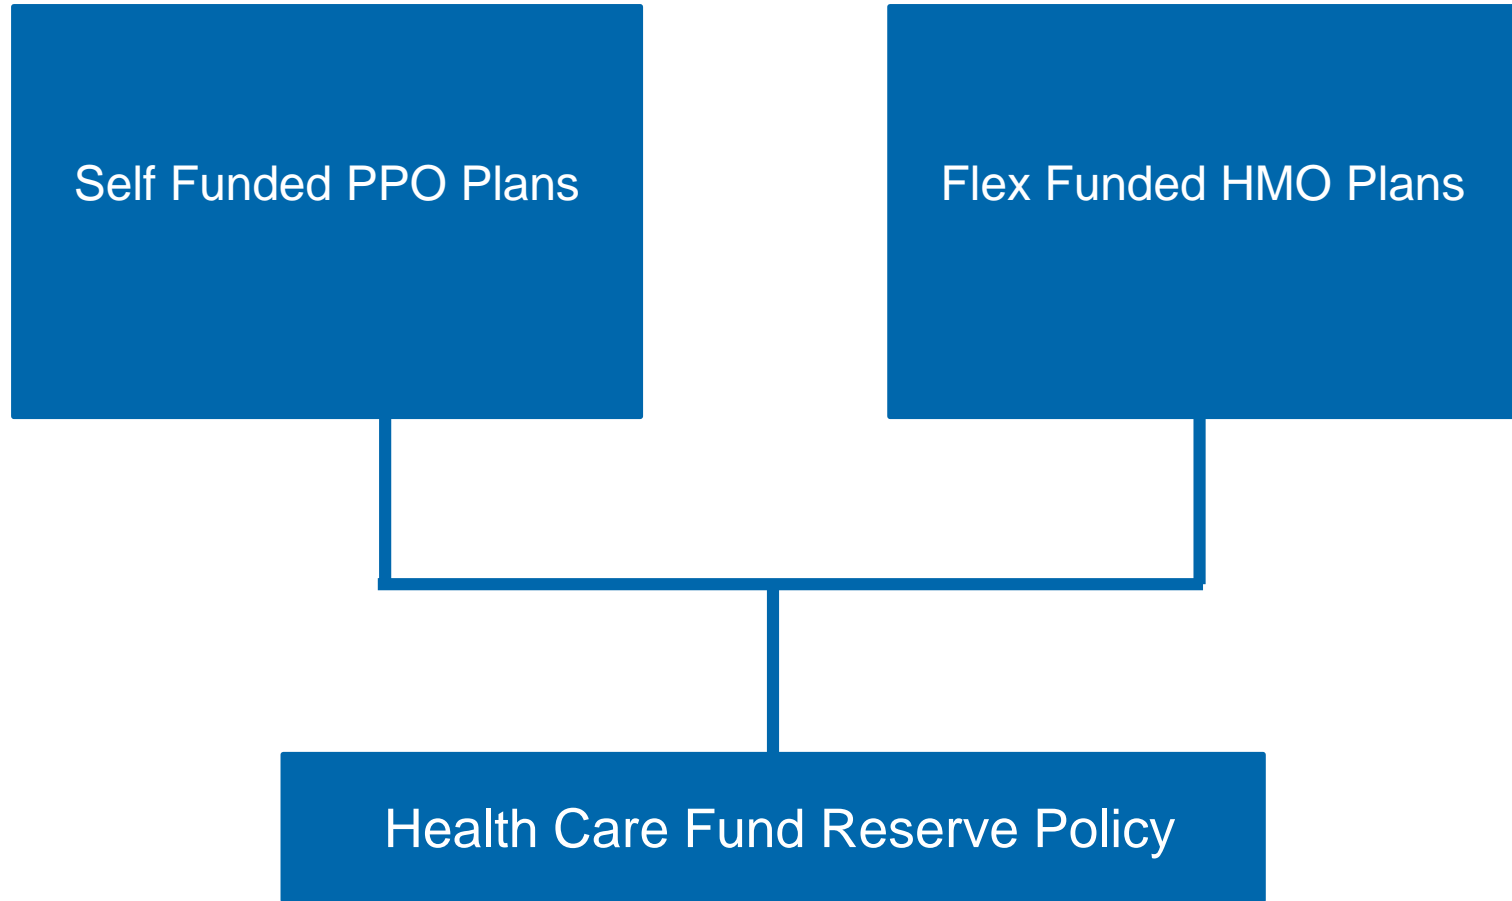 Self Funded PPO Plans
Flex Funded HMO Plans
Health Care Fund Reserve Policy